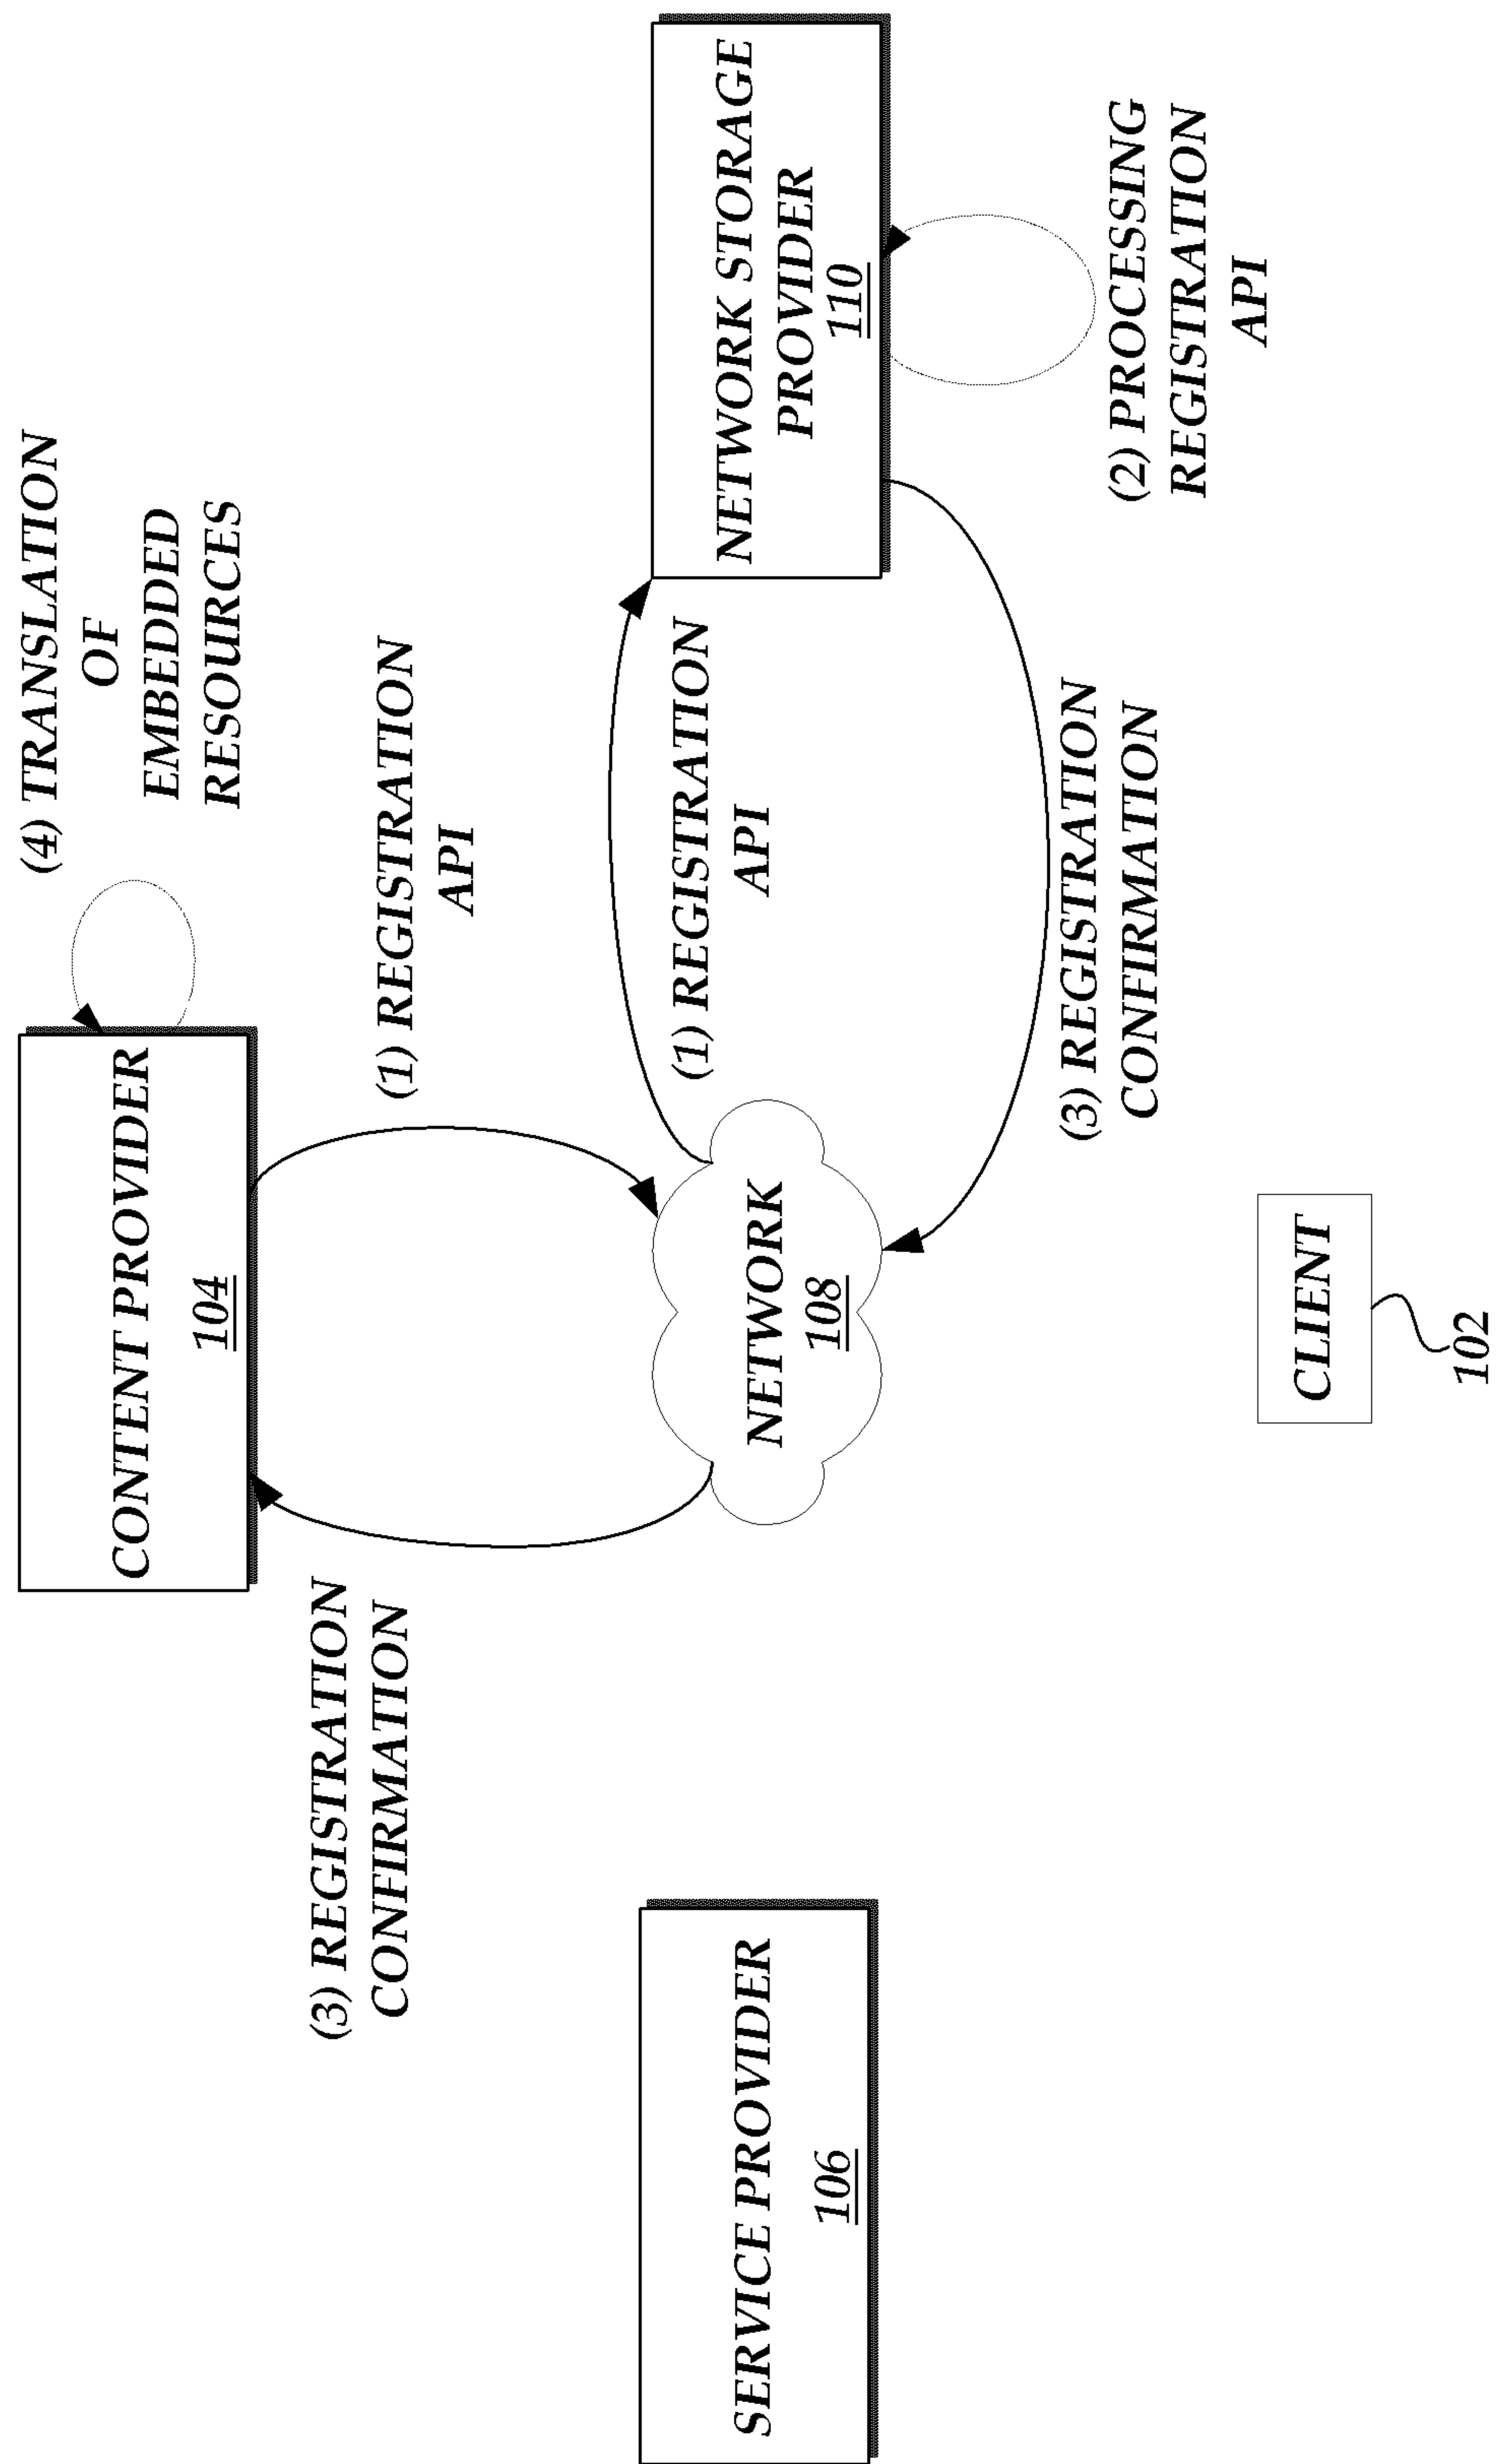 (4) TRANSLATION
OF
EMBEDDED
RESOURCES
CONTENT PROVIDER
104
(3) REGISTRATION
CONFIRMATION
(1) REGISTRATION
API
SERVICE PROVIDER
106
NETWORK
108
(1) REGISTRATION
API
NETWORK STORAGE
PROVIDER
110
(3) REGISTRATION
CONFIRMATION
(2) PROCESSING
REGISTRATION
API
CLIENT
102